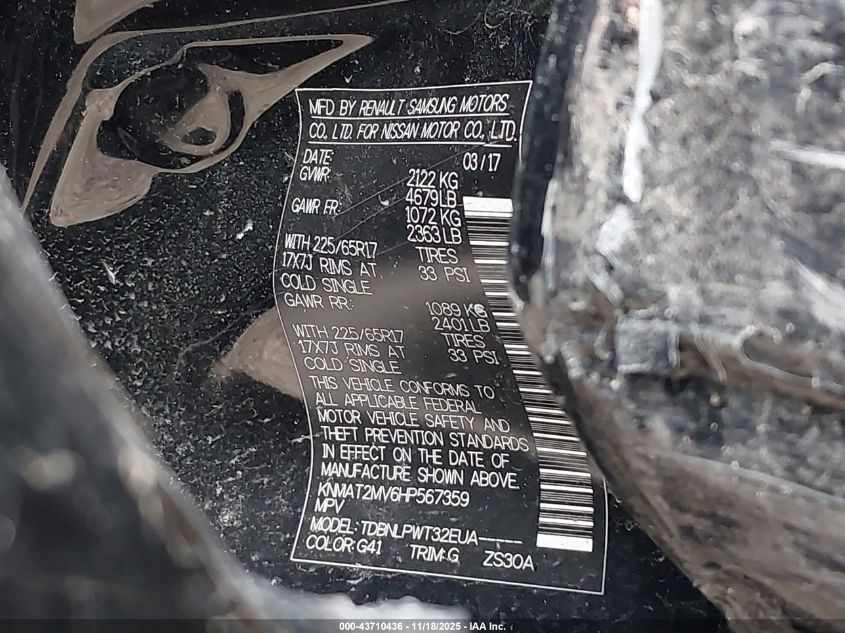 MFD BY RENAULT SAMSUNG MOTORS
CO., LTD. FOR NISSAN MOTOR CO., LTD.
DATE: 03/17
GVWR: 2122 KG
4679LB
GAWR FR: 1072 KG
2363 LB
WITH 225/65R17 TIRES
17X7J RIMS AT 33 PSI
COLD SINGLE
GAWR RR: 1089 KG
2401 LB
WITH 225/65R17 TIRES
17X7J RIMS AT 33 PSI
COLD SINGLE
THIS VEHICLE CONFORMS TO
ALL APPLICABLE FEDERAL
MOTOR VEHICLE SAFETY AND
THEFT PREVENTION STANDARDS
IN EFFECT ON THE DATE OF
MANUFACTURE SHOWN ABOVE.
KNMAT2MV6HP567359
MPV
MODEL: TDBNLPWT32EUA-----
COLOR: G41 TRIM: G ZS30A
000-43710436 - 11/18/2025 - IAA Inc.